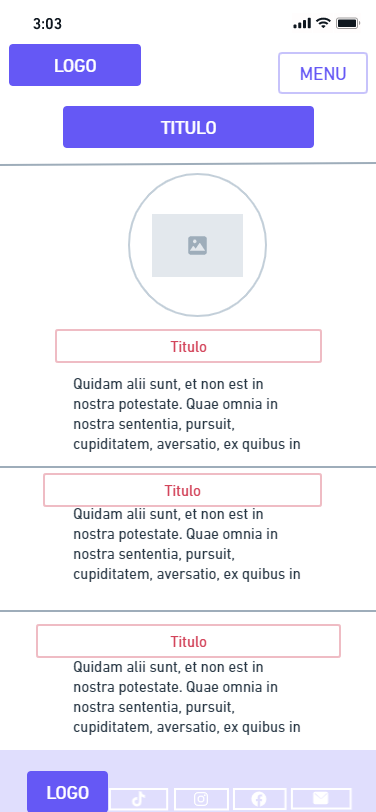 3:03
LOGO
MENU
TITULO
Titulo
Quidam alii sunt, et non est in
nostra potestate. Quae omnia in
nostra sententia, pursuit,
cupiditatem, aversatio, ex quibus in
Titulo
Quidam alii sunt, et non est in
nostra potestate. Quae omnia in
nostra sententia, pursuit,
cupiditatem, aversatio, ex quibus in
Titulo
Quidam alii sunt, et non est in
nostra potestate. Quae omnia in
nostra sententia, pursuit,
cupiditatem, aversatio, ex quibus in
LOGO